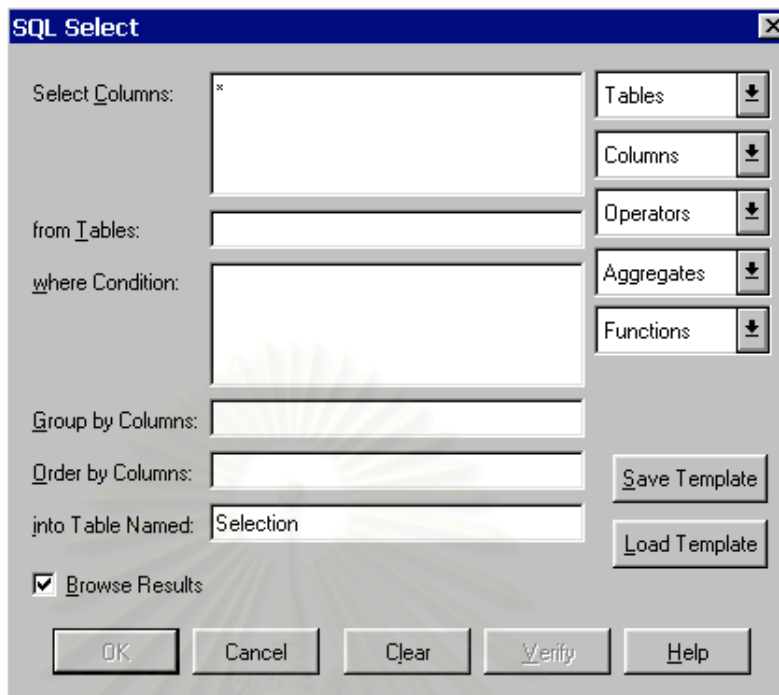 SQL Select
Select Columns: * Tables
Columns
from Tables: Operators
where Condition: Aggregates
Functions
Group by Columns:
Order by Columns: Save Template
into Table Named: Selection
Load Template
Browse Results
OK Cancel Clear Verify Help